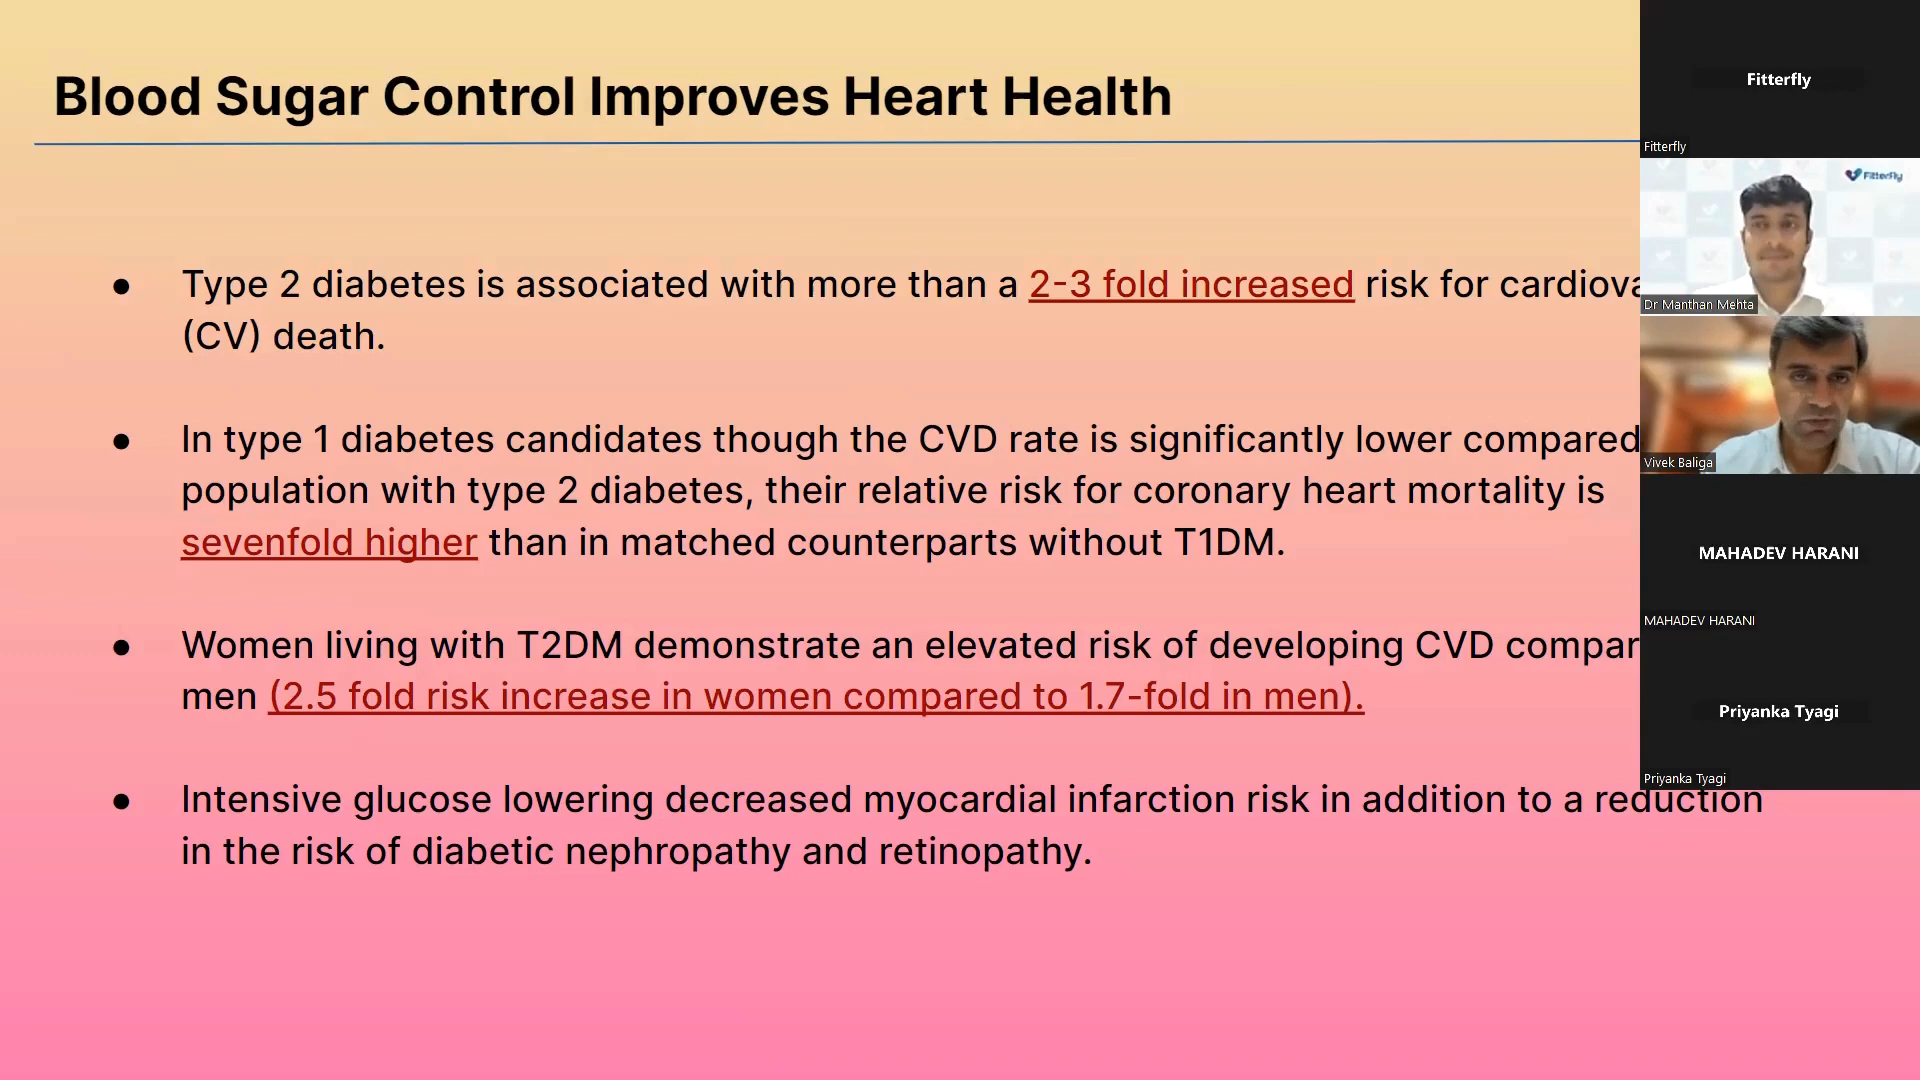 Blood Sugar Control Improves Heart Health
● Type 2 diabetes is associated with more than a 2-3 fold increased risk for
(CV) death.
● In type 1 diabetes candidates though the CVD rate is significantly lower compared
population with type 2 diabetes, their relative risk for coronary heart mortality is
sevenfold higher than in matched counterparts without T1DM.
● Women living with T2DM demonstrate an elevated risk of developing CVD
men (2.5 fold risk increase in women compared to 1.7-fold in men).
● Intensive glucose lowering decreased myocardial infarction risk in addition to a reduction
in the risk of diabetic nephropathy and retinopathy.
Fitterfly
Fitterfly
Fitterfly
Dr Manthan Mehta
Vivek Baliga
MAHADEV HARANI
MAHADEV HARANI
Priyanka Tyagi
Priyanka Tyagi